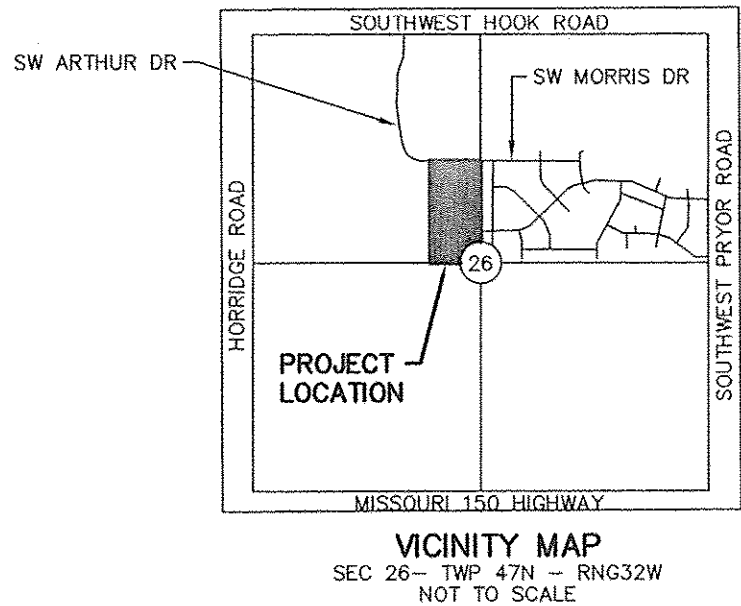 SOUTHWEST HOOK ROAD
SW ARTHUR DR
SW MORRIS DR
HORRIDGE ROAD
SOUTHWEST PRYOR ROAD
26
PROJECT
LOCATION
MISSOURI 150 HIGHWAY
VICINITY MAP
SEC 26- TWP 47N - RNG32W
NOT TO SCALE